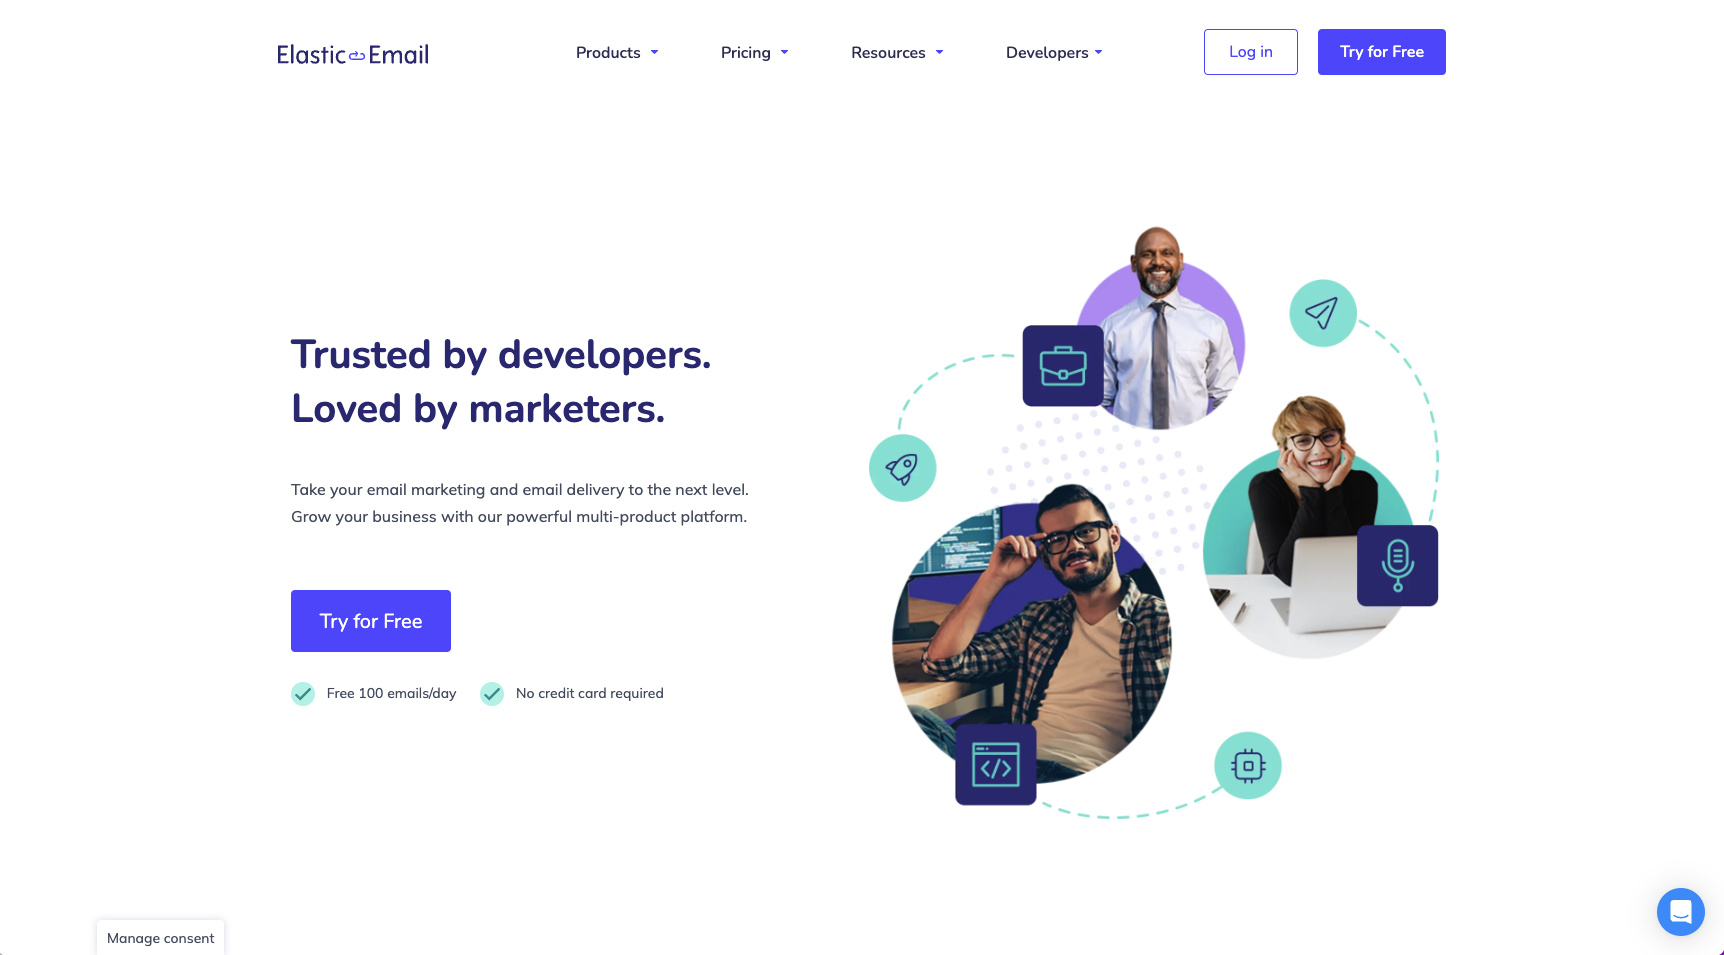 Elastic Email
Products
Pricing
Resources
Developers
Log in
Try for Free
Trusted by developers.
Loved by marketers.
Take your email marketing and email delivery to the next level.
Grow your business with our powerful multi-product platform.
Try for Free
Free 100 emails/day
No credit card required
Manage consent